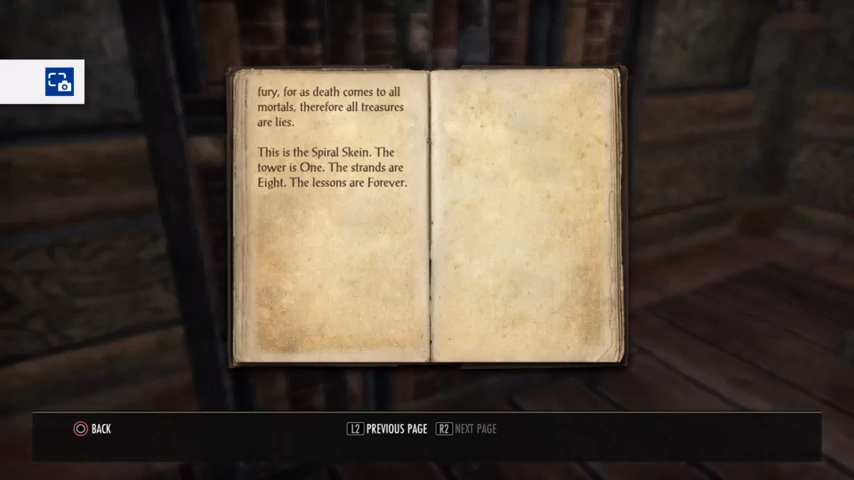 fury, for as death comes to all
mortals, therefore all treasures
are lies.
This is the Spiral Skein. The
tower is One. The strands are
Eight. The lessons are Forever.
BACK
L2 PREVIOUS PAGE R2 NEXT PAGE